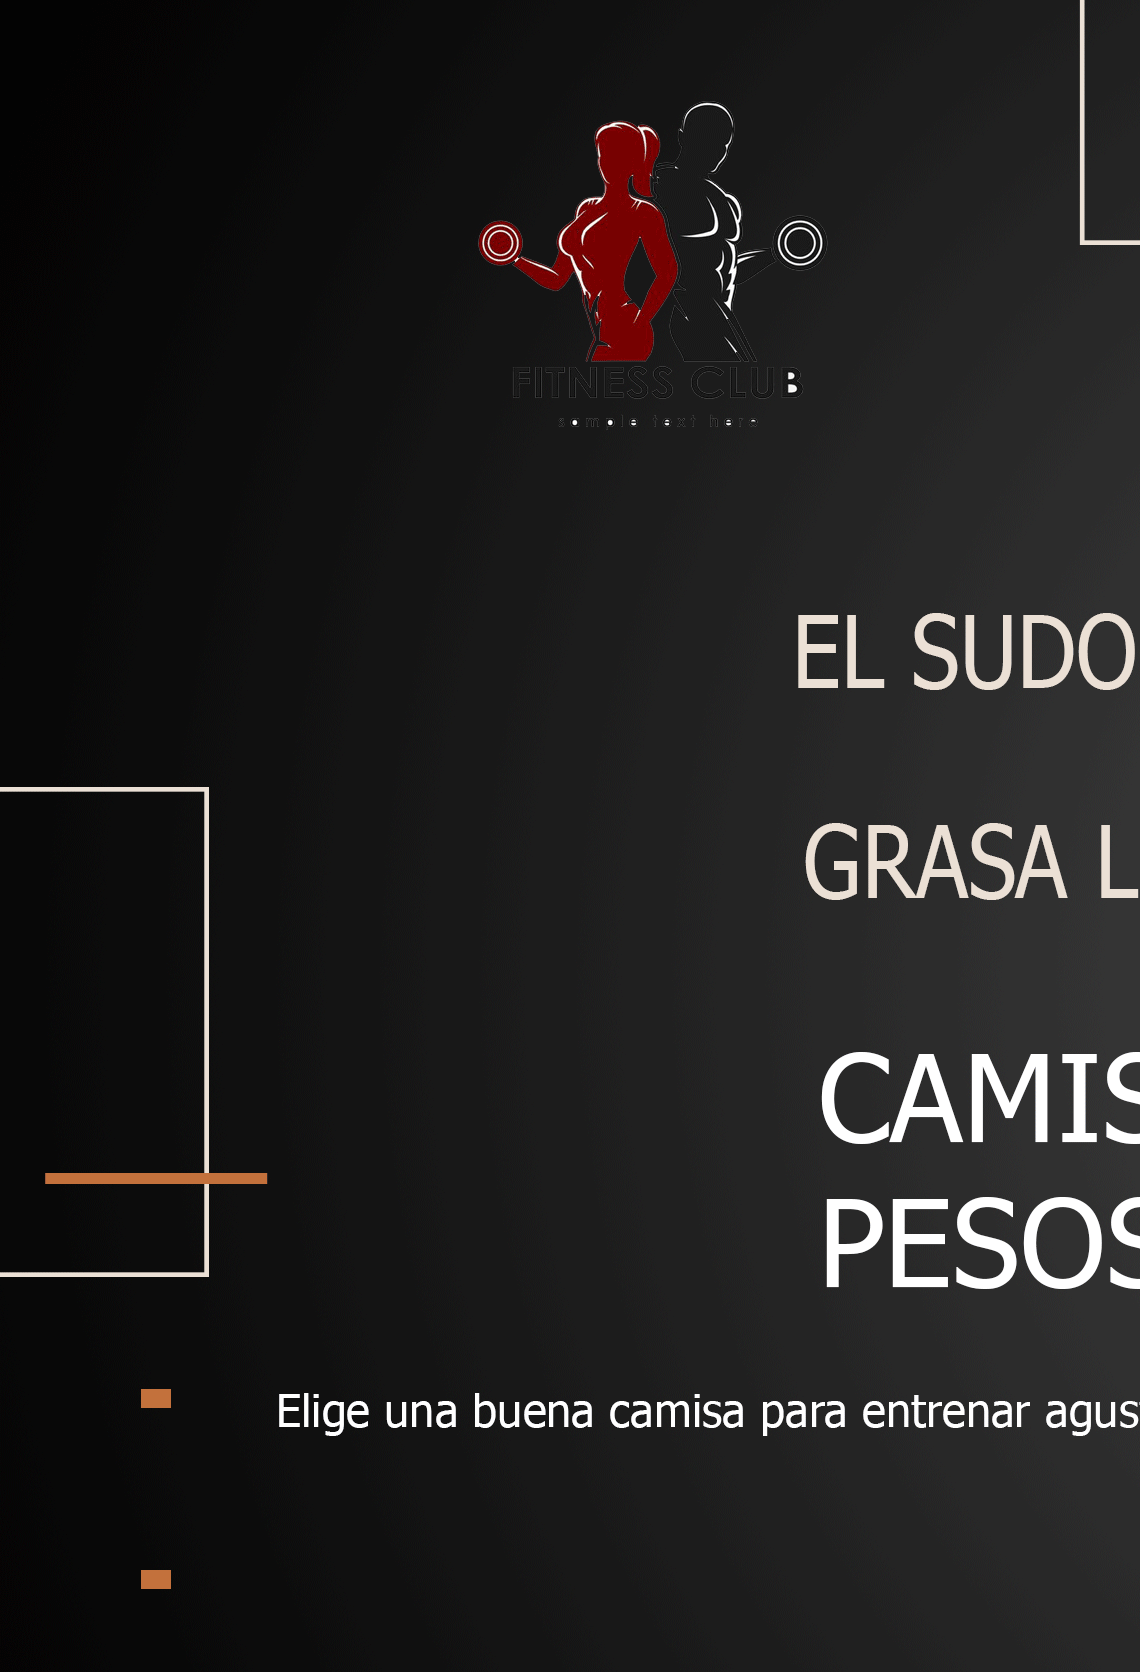 FITNESS CLUB
sample text here
EL SUDO
GRASA L
CAMIS
PESOS
Elige una buena camisa para entrenar agus